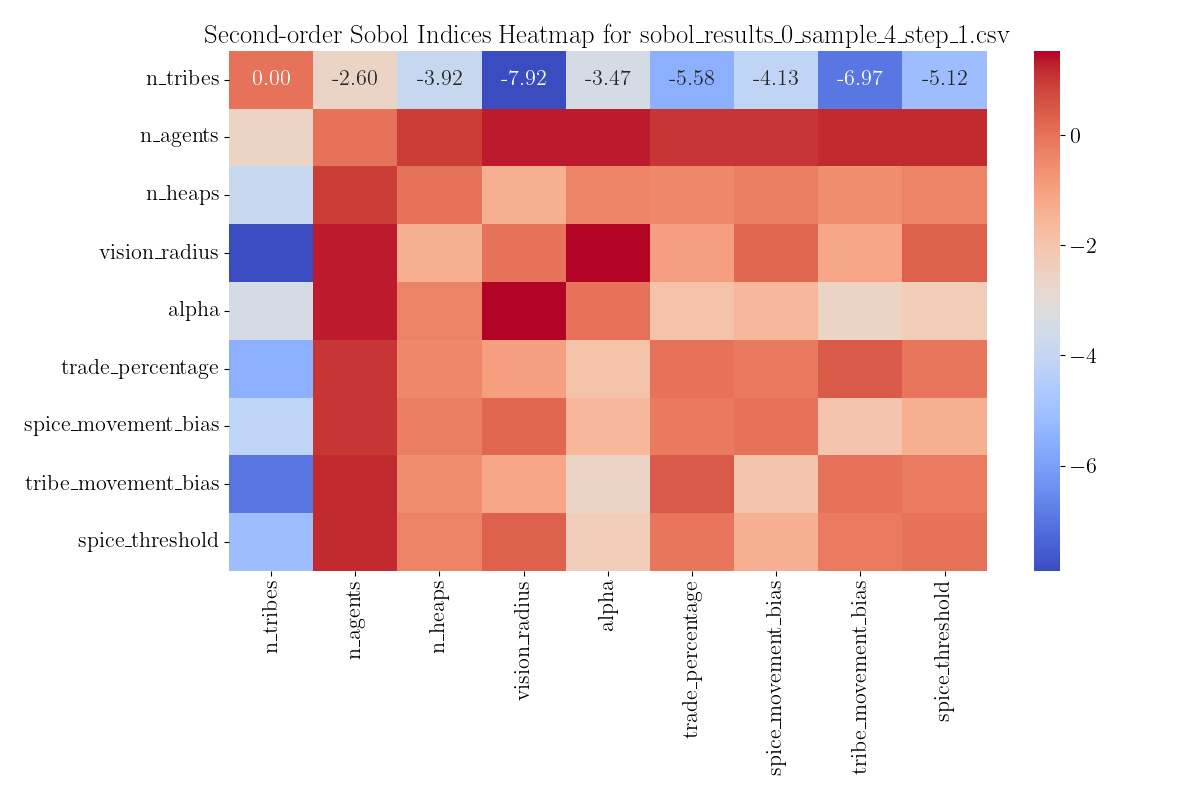 Second-order Sobol Indices Heatmap for sobol_results_0_sample_4_step_1.csv
n_tribes 0.00 -2.60 -3.92 -7.92 -3.47 -5.58 -4.13 -6.97 -5.12
n_agents
n_heaps
vision_radius
alpha
trade_percentage
spice_movement_bias
tribe_movement_bias
spice_threshold
n_tribes
n_agents
n_heaps
vision_radius
alpha
trade_percentage
spice_movement_bias
tribe_movement_bias
spice_threshold
0
−2
−4
−6